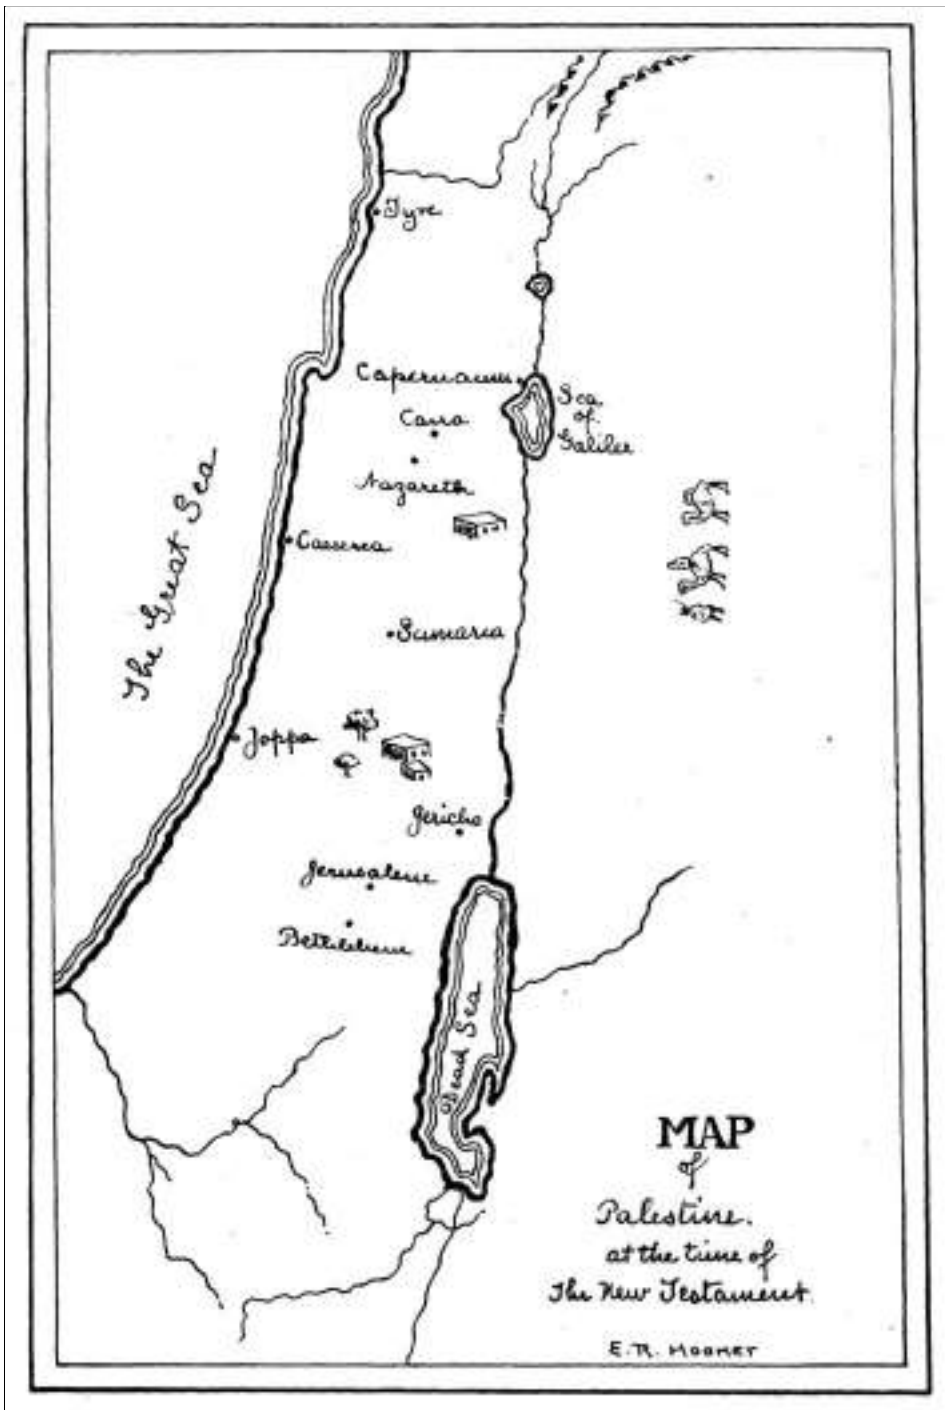 Tyre
Capernaum
Cana
Sea
of
Galilee
Nazareth
The Great Sea
Caesarea
Samaria
Joppa
Jericho
Jerusalem
Bethlehem
Dead Sea
MAP
of
Palestine.
at the time of
The New Testament.
E. R.